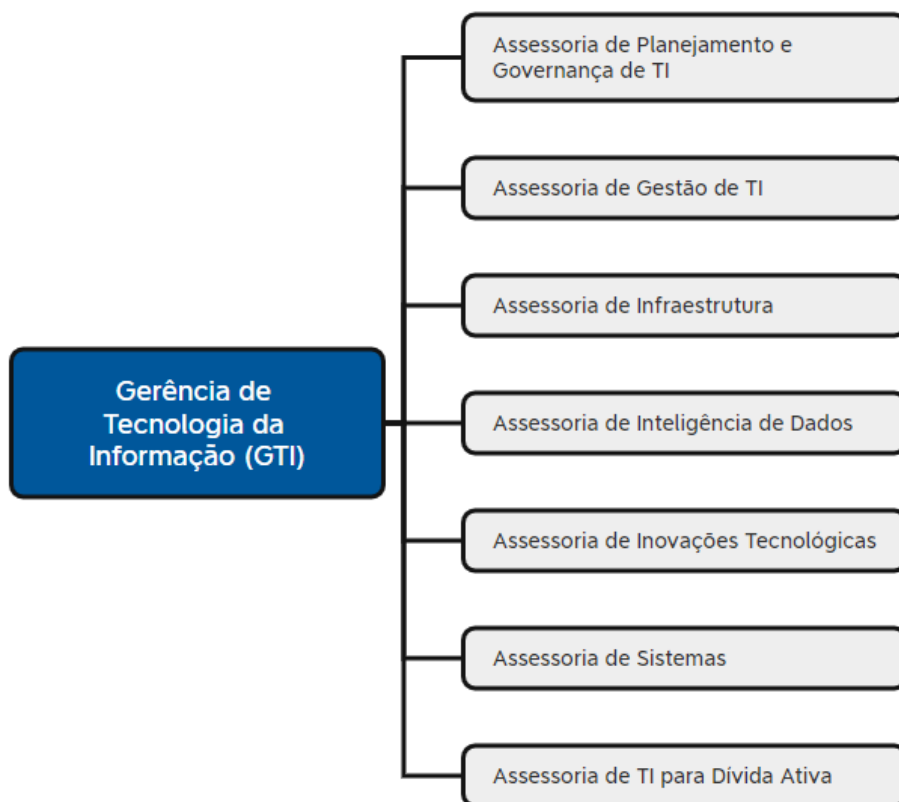 Assessoria de Planejamento e
Governança de TI
Assessoria de Gestão de TI
Assessoria de Infraestrutura
Gerência de
Tecnologia da
Informação (GTI)
Assessoria de Inteligência de Dados
Assessoria de Inovações Tecnológicas
Assessoria de Sistemas
Assessoria de TI para Dívida Ativa